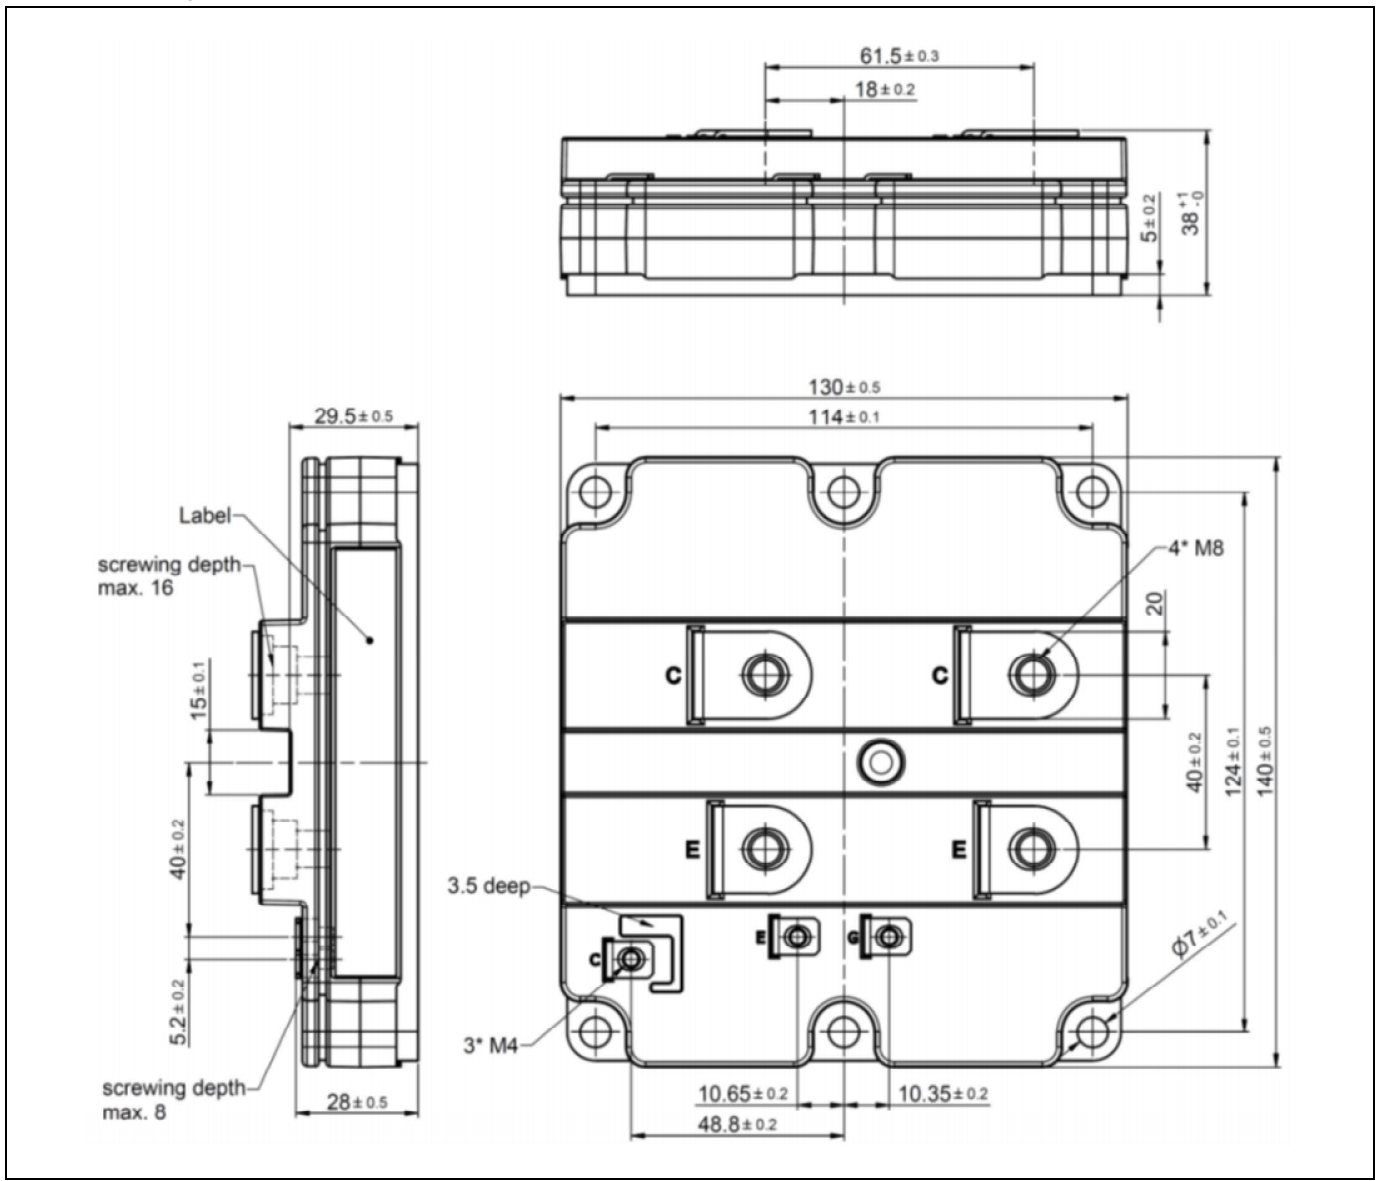 61.5±0.3
18±0.2
5±0.2
38 +1 -0
130±0.5
114±0.1
29.5±0.5
Label
screwing depth
max. 16
4* M8
20
C
C
15±0.1
40±0.2
124±0.1
140±0.5
40±0.2
E
E
3.5 deep
E
G
C
Ø7±0.1
5.2±0.2
3* M4
screwing depth
max. 8
28±0.5
10.65±0.2
10.35±0.2
48.8±0.2